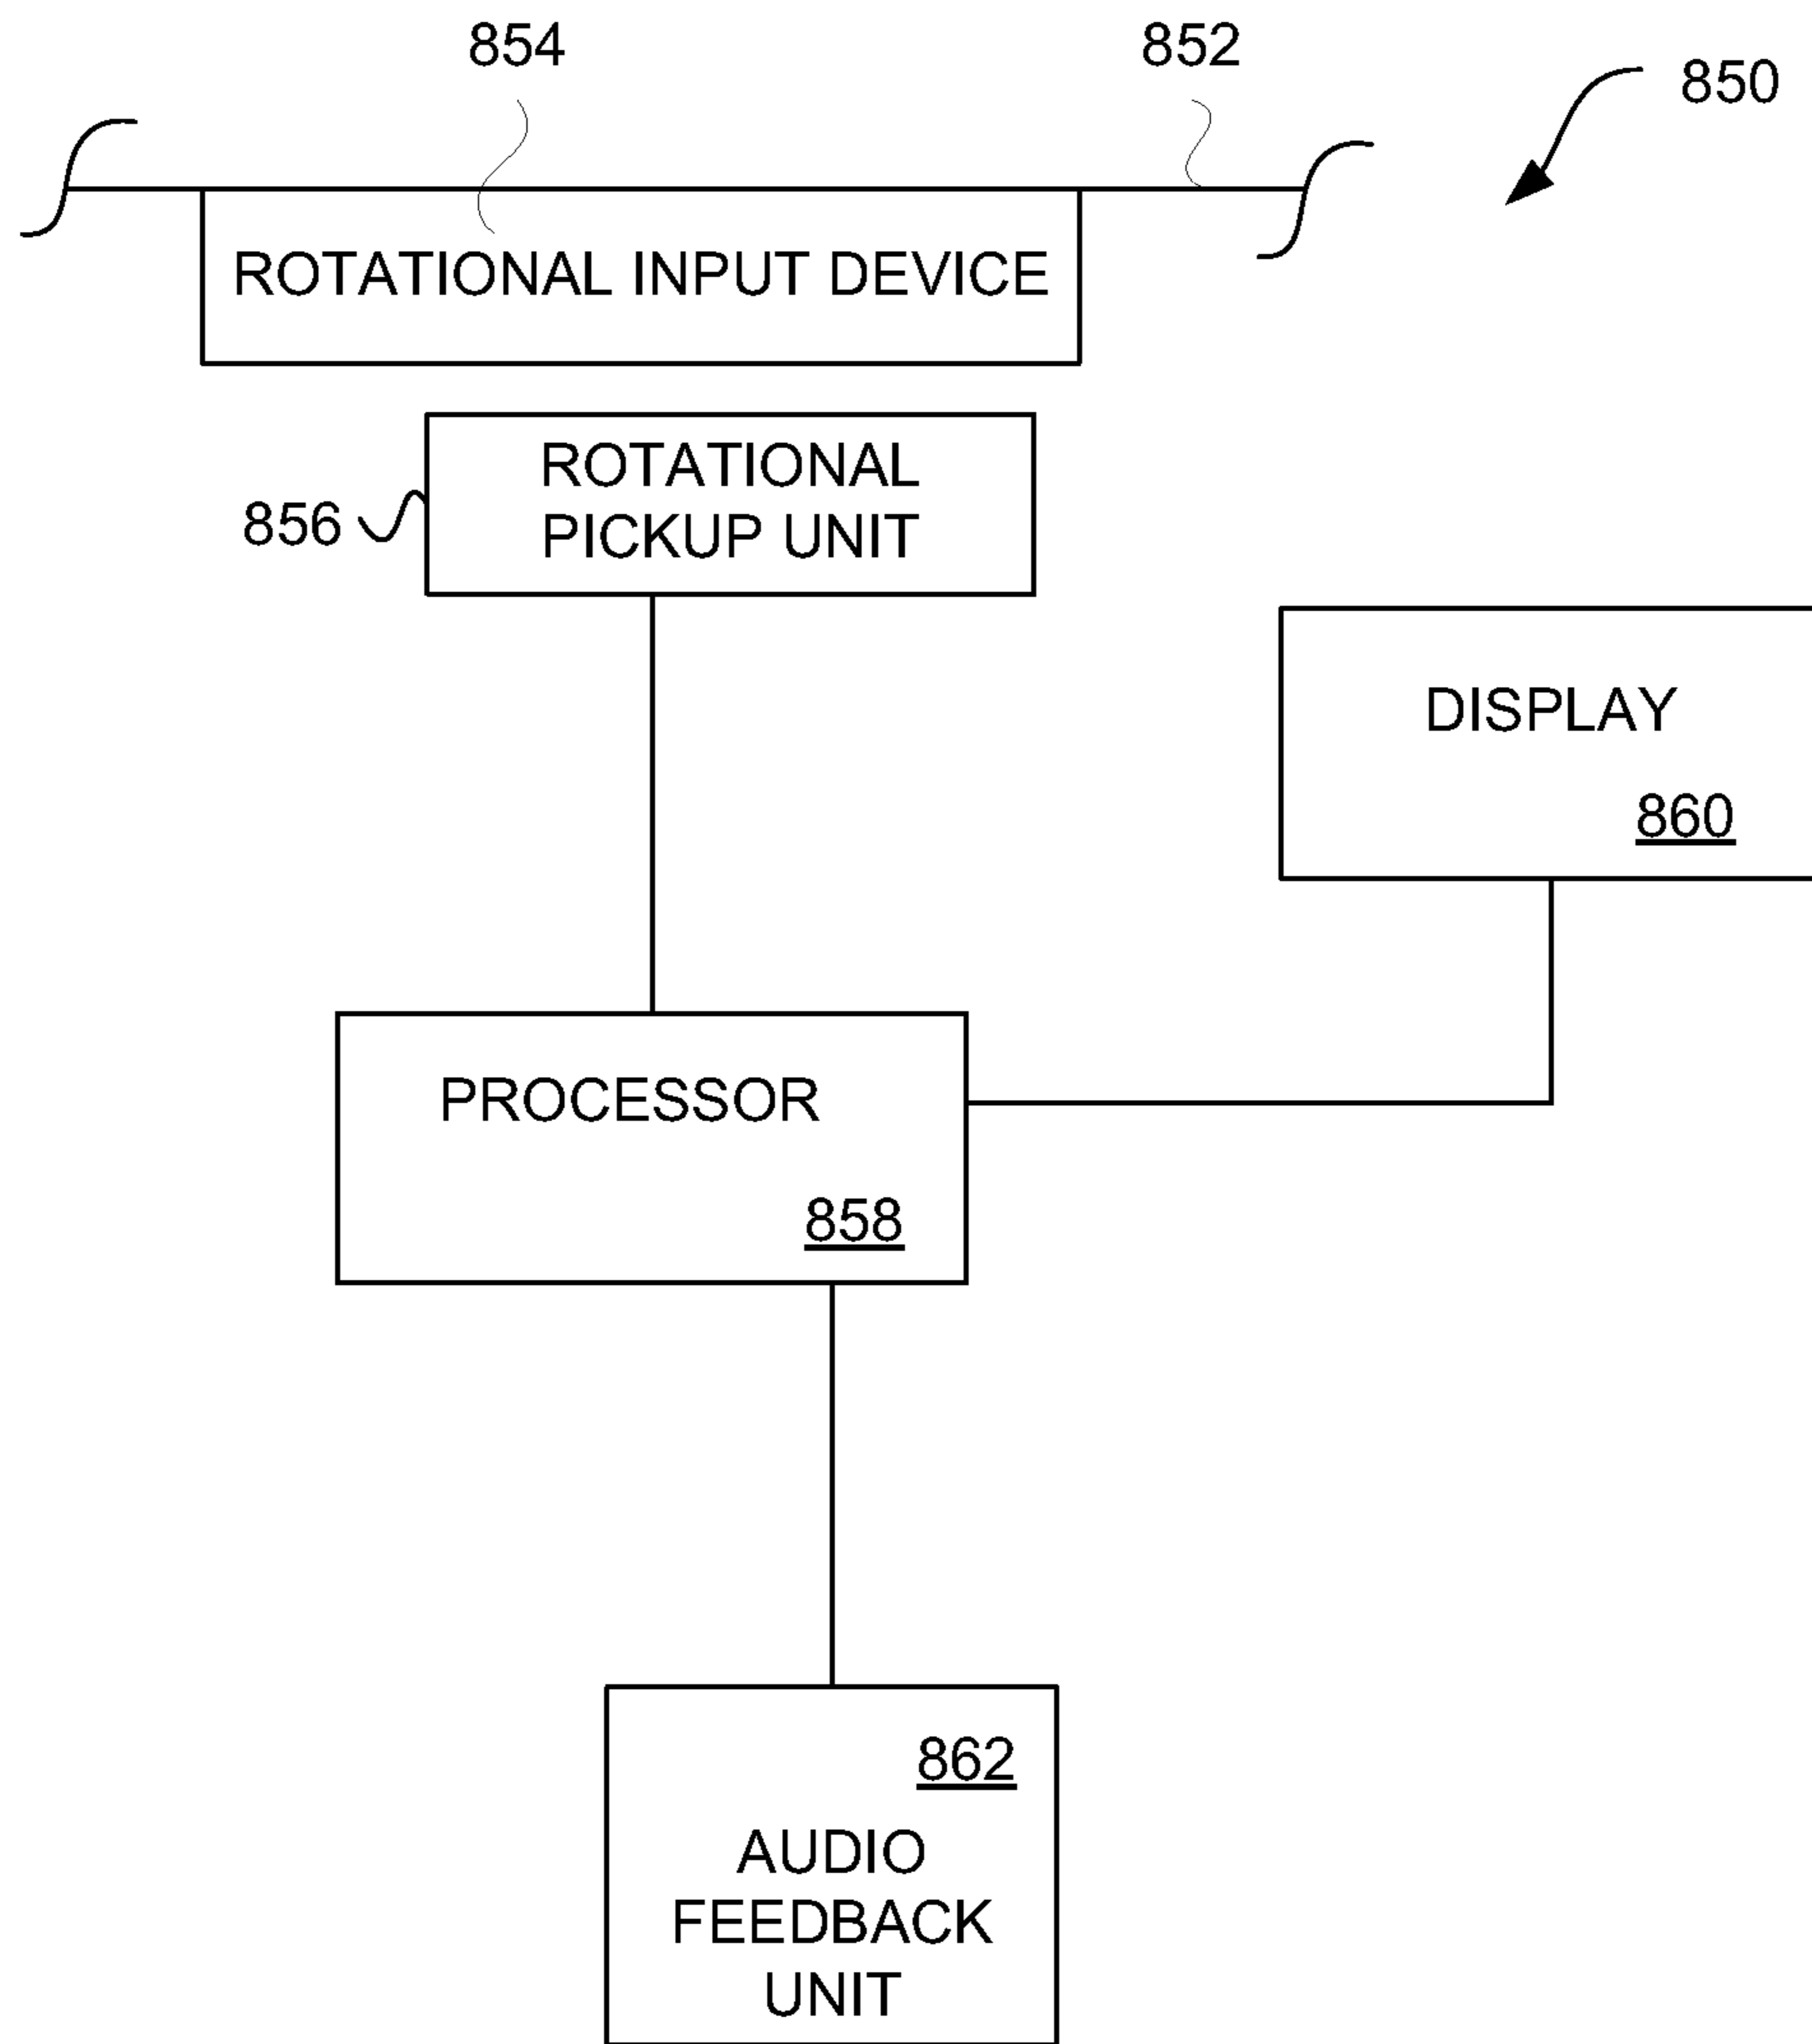 854
852
850
ROTATIONAL INPUT DEVICE
ROTATIONAL
PICKUP UNIT
856
DISPLAY
860
PROCESSOR
858
862
AUDIO
FEEDBACK
UNIT